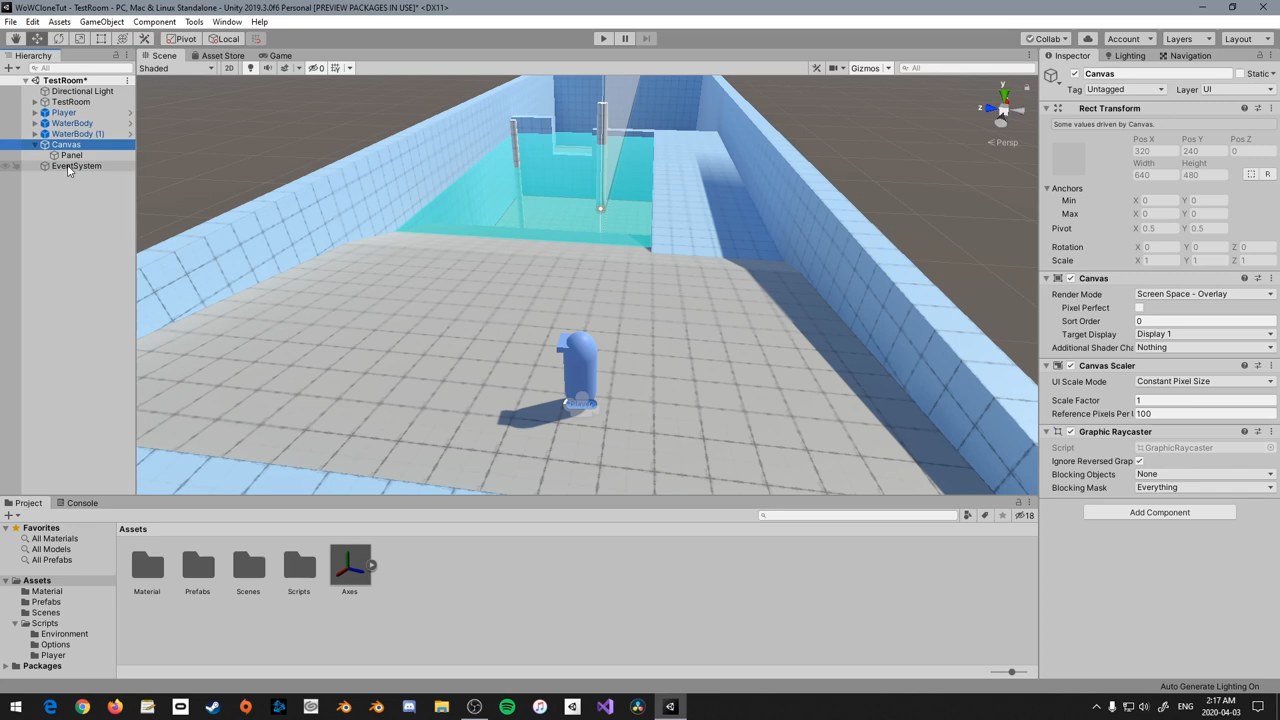 WoWCloneTut - TestRoom - PC, Mac & Linux Standalone - Unity 2019.3.0f6 Personal [PREVIEW PACKAGES IN USE]* <DX11>
File Edit Assets GameObject Component Tools Window Help
Pivot Local Collab Account Layers Layout
Hierarchy Scene Asset Store Game Inspector Lighting Navigation
All
Shaded 2D 0 Gizmos All
TestRoom*
Directional Light
TestRoom
Player
WaterBody
WaterBody (1)
Canvas
Panel
EventSystem
y
z
Persp
Canvas Static
Tag Untagged Layer UI
Rect Transform
Some values driven by Canvas.
Pos X Pos Y Pos Z
320 240 0
Width Height
640 480 R
Anchors
Min X 0 Y 0
Max X 0 Y 0
Pivot X 0.5 Y 0.5
Rotation X 0 Y 0 Z 0
Scale X 1 Y 1 Z 1
Canvas
Render Mode Screen Space - Overlay
Pixel Perfect
Sort Order 0
Target Display Display 1
Additional Shader Cha Nothing
Canvas Scaler
UI Scale Mode Constant Pixel Size
Scale Factor 1
Reference Pixels Per U 100
Graphic Raycaster
Script GraphicRaycaster
Ignore Reversed Grap
Blocking Objects None
Blocking Mask Everything
Add Component
Project Console
18
Favorites
All Materials
All Models
All Prefabs
Assets
Material
Prefabs
Scenes
Scripts
Environment
Options
Player
Packages
Assets
Material Prefabs Scenes Scripts Axes
Auto Generate Lighting On
ENG 2:17 AM
2020-04-03